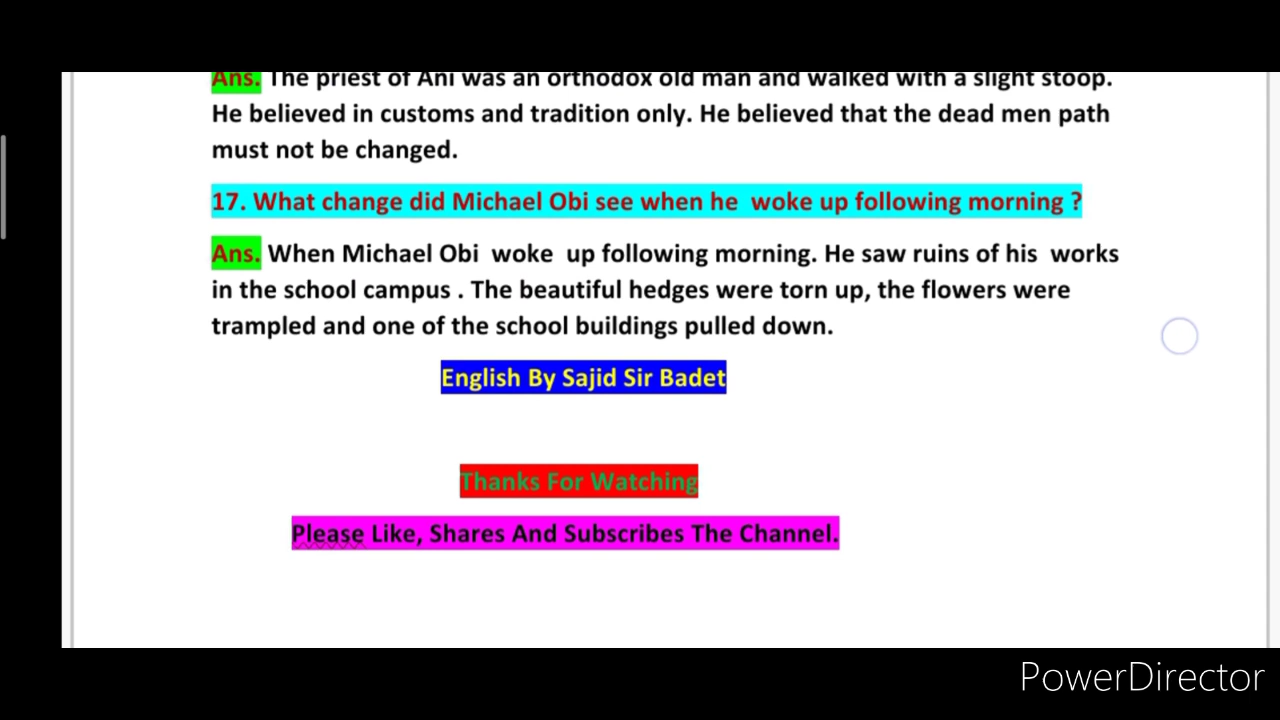 Ans. The priest of Ani was an orthodox old man and walked with a slight stoop.
He believed in customs and tradition only. He believed that the dead men path
must not be changed.
17. What change did Michael Obi see when he  woke up following morning ?
Ans. When Michael Obi  woke  up following morning. He saw ruins of his  works
in the school campus . The beautiful hedges were torn up, the flowers were
trampled and one of the school buildings pulled down.
English By Sajid Sir Badet
Thanks For Watching
Please Like, Shares And Subscribes The Channel.
PowerDirector